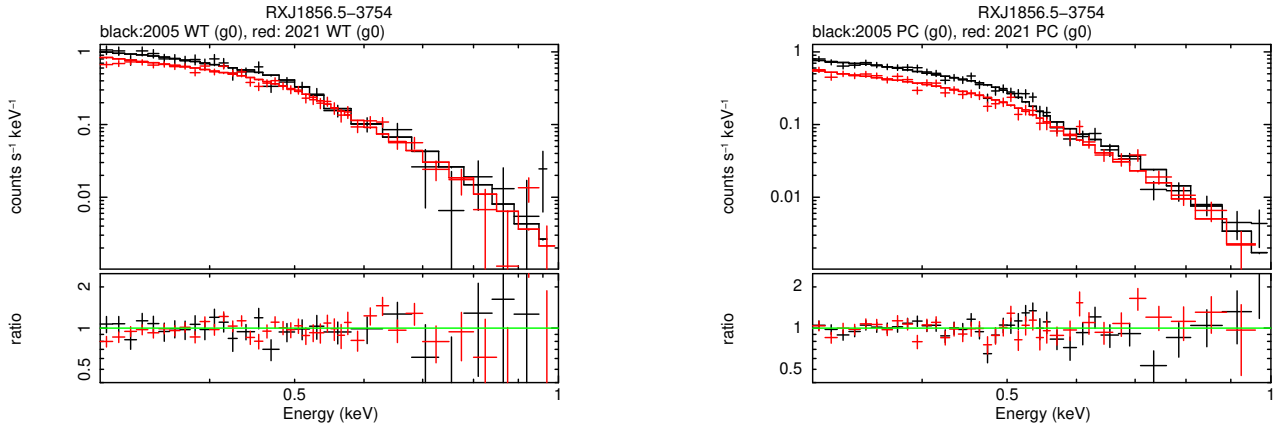 RXJ1856.5−3754
black:2005 WT (g0), red: 2021 WT (g0)
counts s−1 keV−1
1
0.1
0.01
ratio
2
1
0.5
0.5
1
Energy (keV)
RXJ1856.5−3754
black:2005 PC (g0), red: 2021 PC (g0)
counts s−1 keV−1
1
0.1
0.01
ratio
2
1
0.5
0.5
1
Energy (keV)